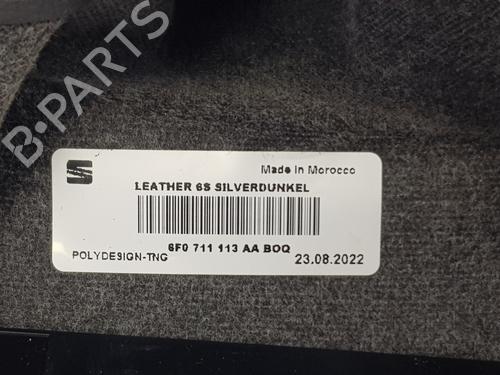 B-PARTS
Made in Morocco
LEATHER 6S SILVERDUNKEL
6F0 711 113 AA BOQ
POLYDESIGN-TNG
23.08.2022